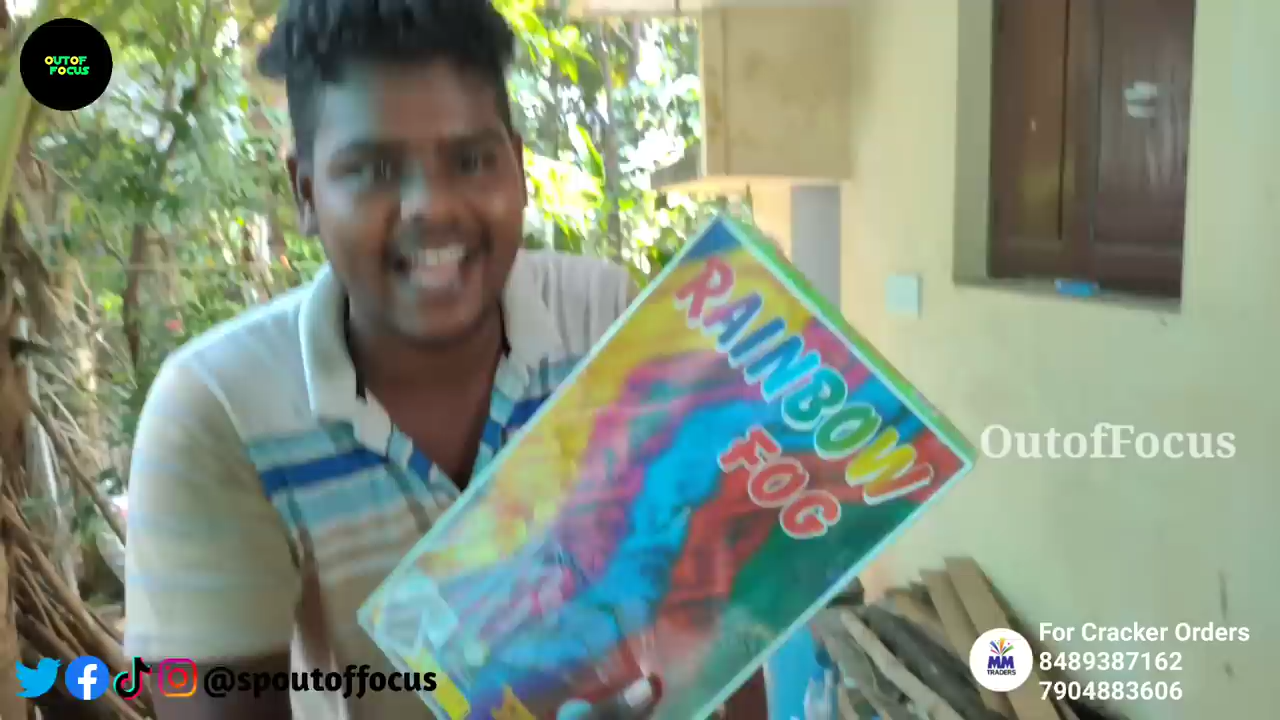 OUTOF
FOCUS
RAINBOW
FOG
OutofFocus
For Cracker Orders
8489387162
7904883606
MM
TRADERS
@spoutoffocus